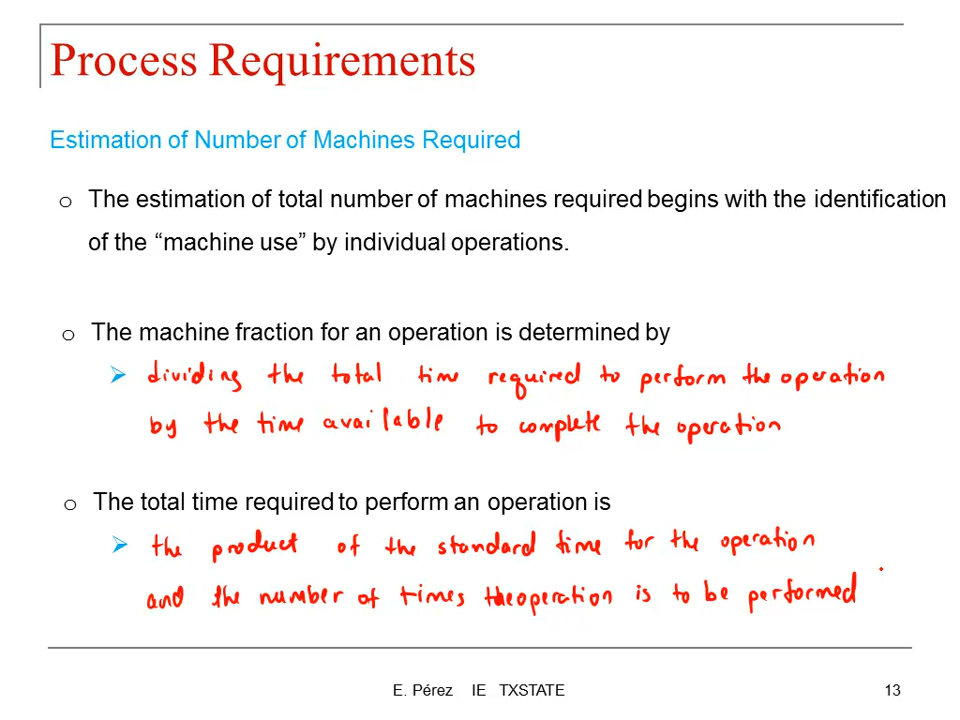 Process Requirements
Estimation of Number of Machines Required
o The estimation of total number of machines required begins with the identification
of the “machine use” by individual operations.
o The machine fraction for an operation is determined by
➢ dividing the total time required to perform the operation
by the time available to complete the operation
o The total time required to perform an operation is
➢ the product of the standard time for the operation
and the number of times the operation is to be performed
E. Pérez IE TXSTATE 13